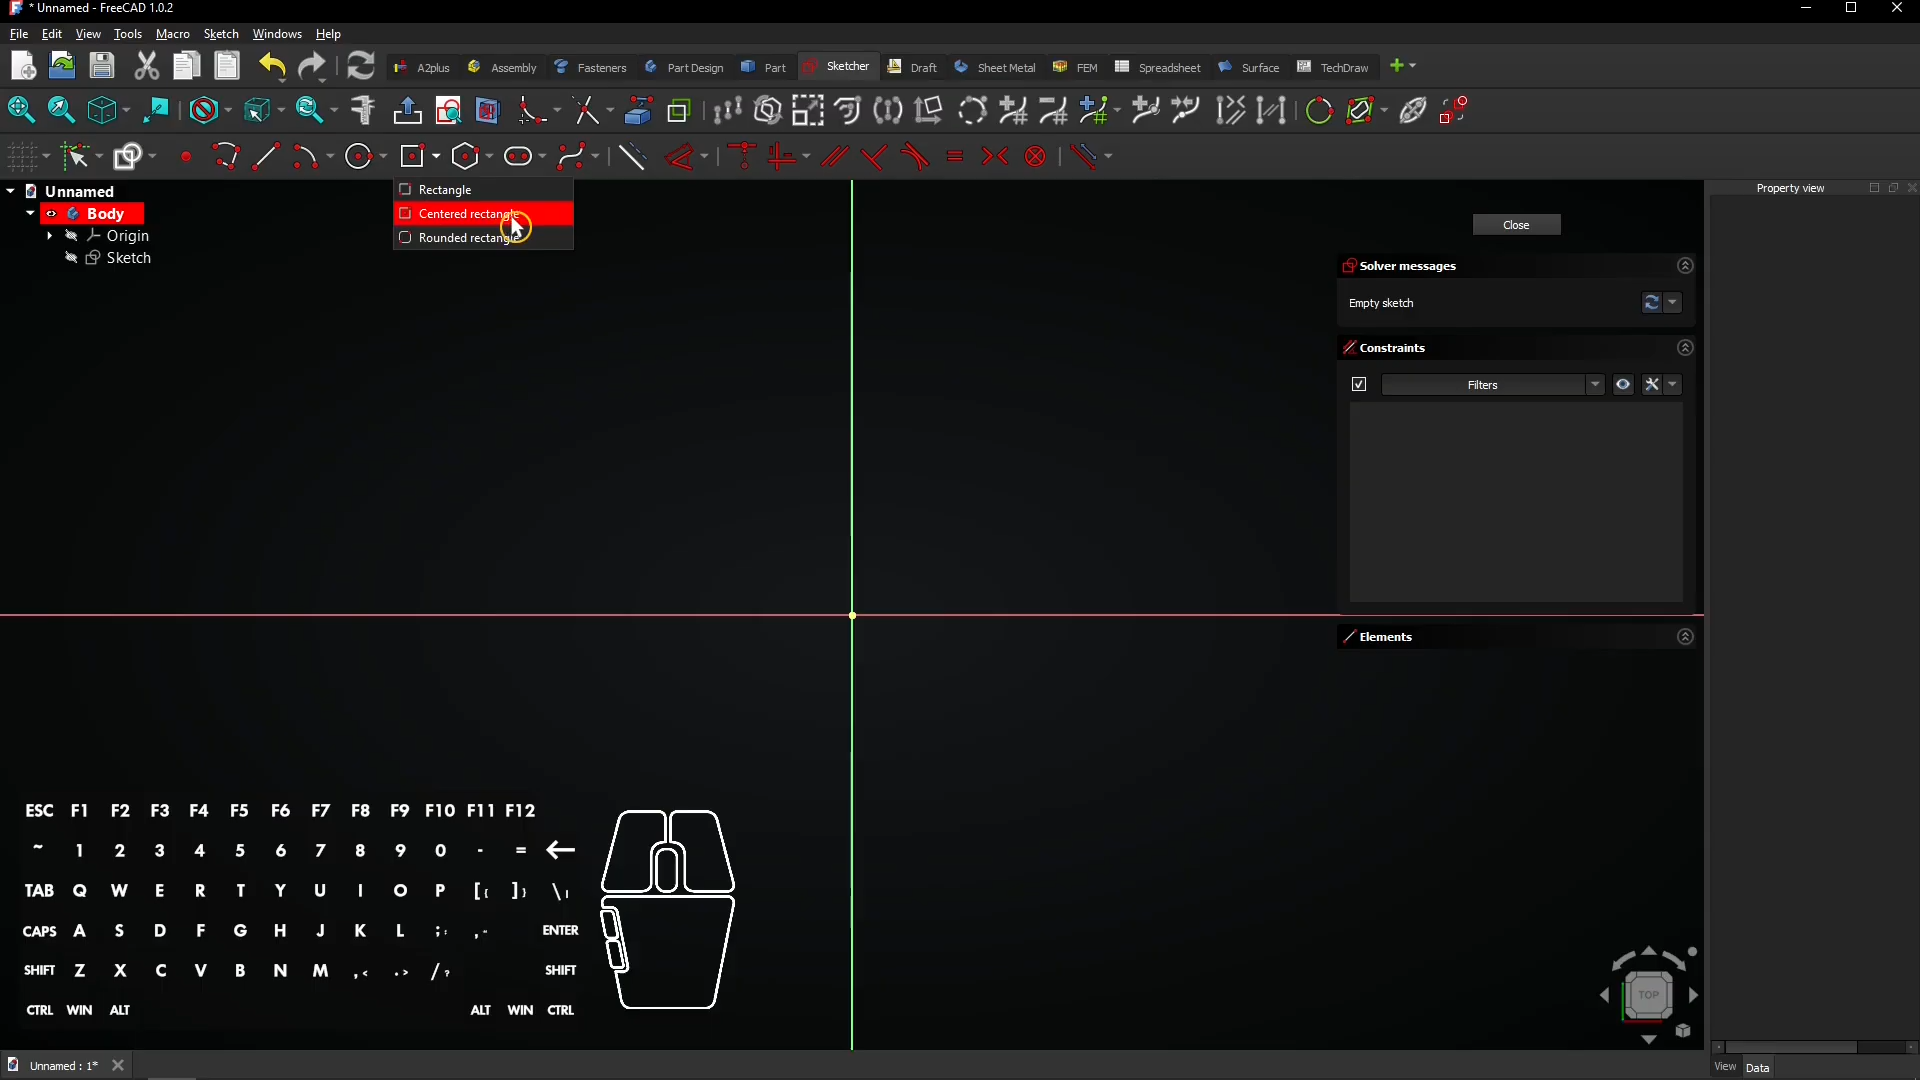 * Unnamed - FreeCAD 1.0.2
File Edit View Tools Macro Sketch Windows Help
A2plus Assembly Fasteners Part Design Part Sketcher Draft Sheet Metal FEM Spreadsheet Surface TechDraw
Unnamed
Body
Origin
Sketch
Rectangle
Centered rectangle
Rounded rectangle
Property view
Close
Solver messages
Empty sketch
Constraints
Filters
Elements
TOP
ESC F1 F2 F3 F4 F5 F6 F7 F8 F9 F10 F11 F12
~ 1 2 3 4 5 6 7 8 9 0 - = ←
TAB Q W E R T Y U I O P [{ ]} \|
CAPS A S D F G H J K L ;: ," ENTER
SHIFT Z X C V B N M ,< .> /? SHIFT
CTRL WIN ALT ALT WIN CTRL
Unnamed : 1*
View Data